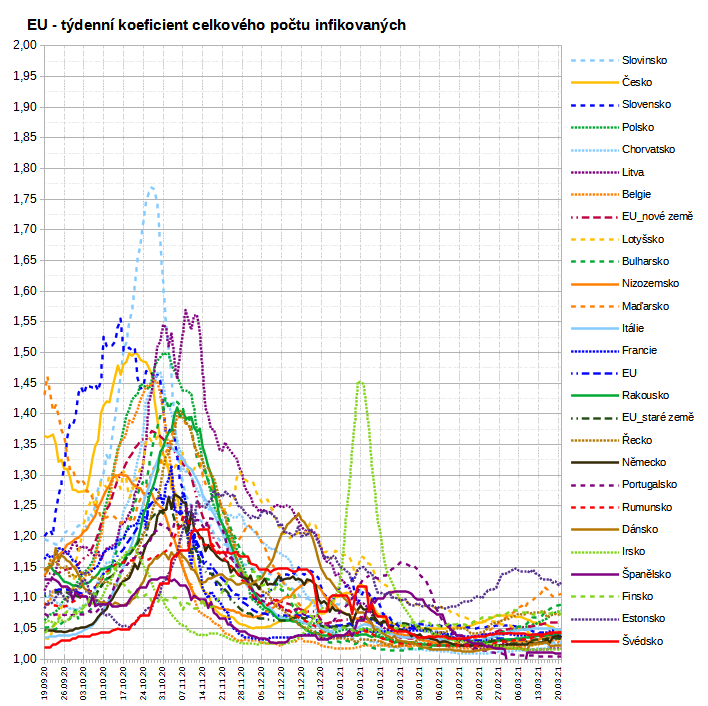 EU - týdenní koeficient celkového počtu infikovaných
2,00
1,95
1,90
1,85
1,80
1,75
1,70
1,65
1,60
1,55
1,50
1,45
1,40
1,35
1,30
1,25
1,20
1,15
1,10
1,05
1,00
19.09.20
26.09.20
03.10.20
10.10.20
17.10.20
24.10.20
31.10.20
07.11.20
14.11.20
21.11.20
28.11.20
05.12.20
12.12.20
19.12.20
26.12.20
02.01.21
09.01.21
16.01.21
23.01.21
30.01.21
06.02.21
13.02.21
20.02.21
27.02.21
06.03.21
13.03.21
20.03.21
Slovinsko
Česko
Slovensko
Polsko
Chorvatsko
Litva
Belgie
EU_nové země
Lotyšsko
Bulharsko
Nizozemsko
Maďarsko
Itálie
Francie
EU
Rakousko
EU_staré země
Řecko
Německo
Portugalsko
Rumunsko
Dánsko
Irsko
Španělsko
Finsko
Estonsko
Švédsko